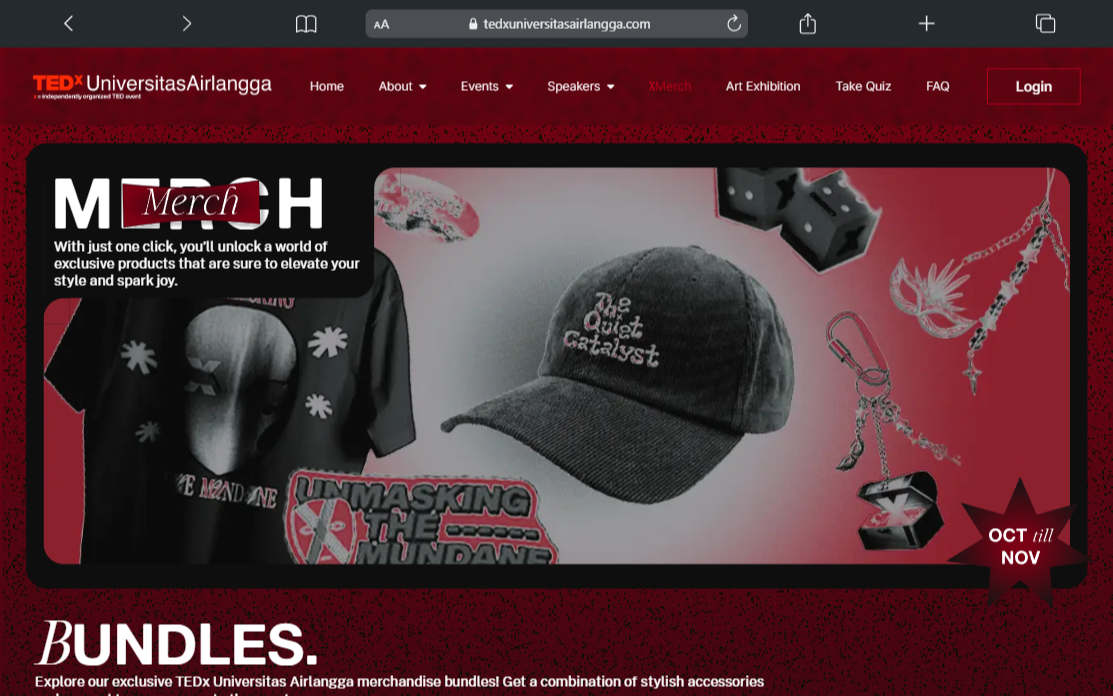 AA
tedxuniversitasairlangga.com
TEDx UniversitasAirlangga
x = independently organized TED event
Home
About
Events
Speakers
XMerch
Art Exhibition
Take Quiz
FAQ
Login
MERCH
Merch
With just one click, you'll unlock a world of
exclusive products that are sure to elevate your
style and spark joy.
The
Quiet
Catalyst
UNMASKING
THE
MUNDANE
OCT till
NOV
BUNDLES.
Explore our exclusive TEDx Universitas Airlangga merchandise bundles! Get a combination of stylish accessories